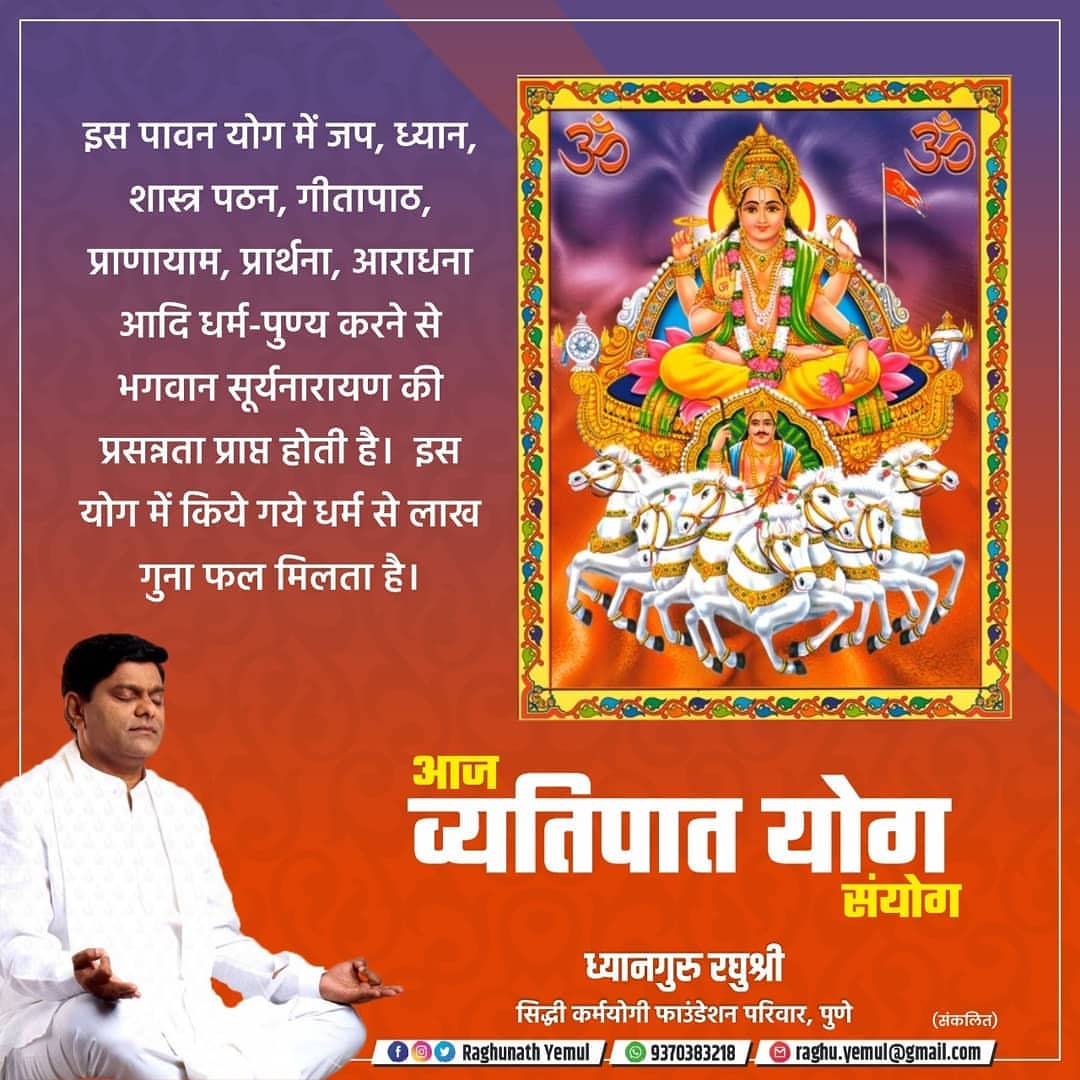 इस पावन योग में जप, ध्यान,
शास्त्र पठन, गीतापाठ,
प्राणायाम, प्रार्थना, आराधना
आदि धर्म-पुण्य करने से
भगवान सूर्यनारायण की
प्रसन्नता प्राप्त होती है। इस
योग में किये गये धर्म से लाख
गुना फल मिलता है।
ॐ ॐ
आज
व्यतिपात योग
संयोग
ध्यानगुरु रघुश्री
सिद्धी कर्मयोगी फाउंडेशन परिवार, पुणे
(संकलित)
Raghunath Yemul 9370383218 raghu.yemul@gmail.com